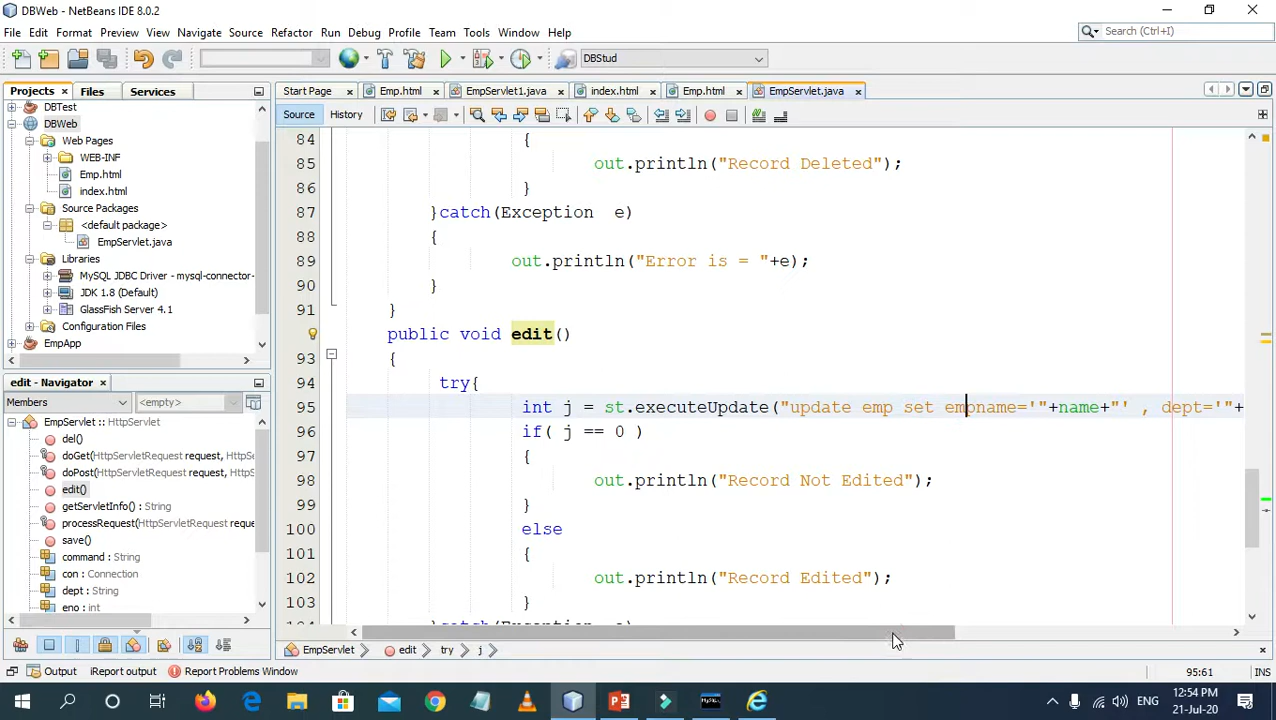 DBWeb - NetBeans IDE 8.0.2
File Edit Format Preview View Navigate Source Refactor Run Debug Profile Team Tools Window Help
Search (Ctrl+I)
DBStud
Projects Files Services
Start Page Emp.html EmpServlet1.java index.html Emp.html EmpServlet.java
Source History
DBTest
DBWeb
Web Pages
WEB-INF
Emp.html
index.html
Source Packages
<default package>
EmpServlet.java
Libraries
MySQL JDBC Driver - mysql-connector-
JDK 1.8 (Default)
GlassFish Server 4.1
Configuration Files
EmpApp
edit - Navigator
Members <empty>
EmpServlet :: HttpServlet
del()
doGet(HttpServletRequest request, HttpS
doPost(HttpServletRequest request, Http
edit()
getServletInfo() : String
processRequest(HttpServletRequest reque
save()
command : String
con : Connection
dept : String
eno : int
84 {
85 out.println("Record Deleted");
86 }
87 }catch(Exception e)
88 {
89 out.println("Error is = "+e);
90 }
91 }
public void edit()
93 {
94 try{
95 int j = st.executeUpdate("update emp set empname='"+name+"' , dept='"+
96 if( j == 0 )
97 {
98 out.println("Record Not Edited");
99 }
100 else
101 {
102 out.println("Record Edited");
103 }
104 }catch(Exception e)
EmpServlet edit try j
Output iReport output Report Problems Window 95:61 INS
ENG 12:54 PM
21-Jul-20